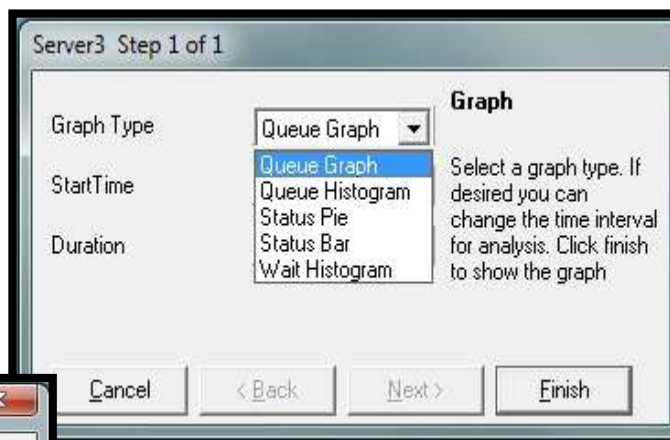 Server3 Step 1 of 1
Graph Type
Queue Graph
Queue Graph
Queue Histogram
Status Pie
Status Bar
Wait Histogram
StartTime
Duration
Graph
Select a graph type. If
desired you can
change the time interval
for analysis. Click finish
to show the graph
Cancel
< Back
Next >
Finish